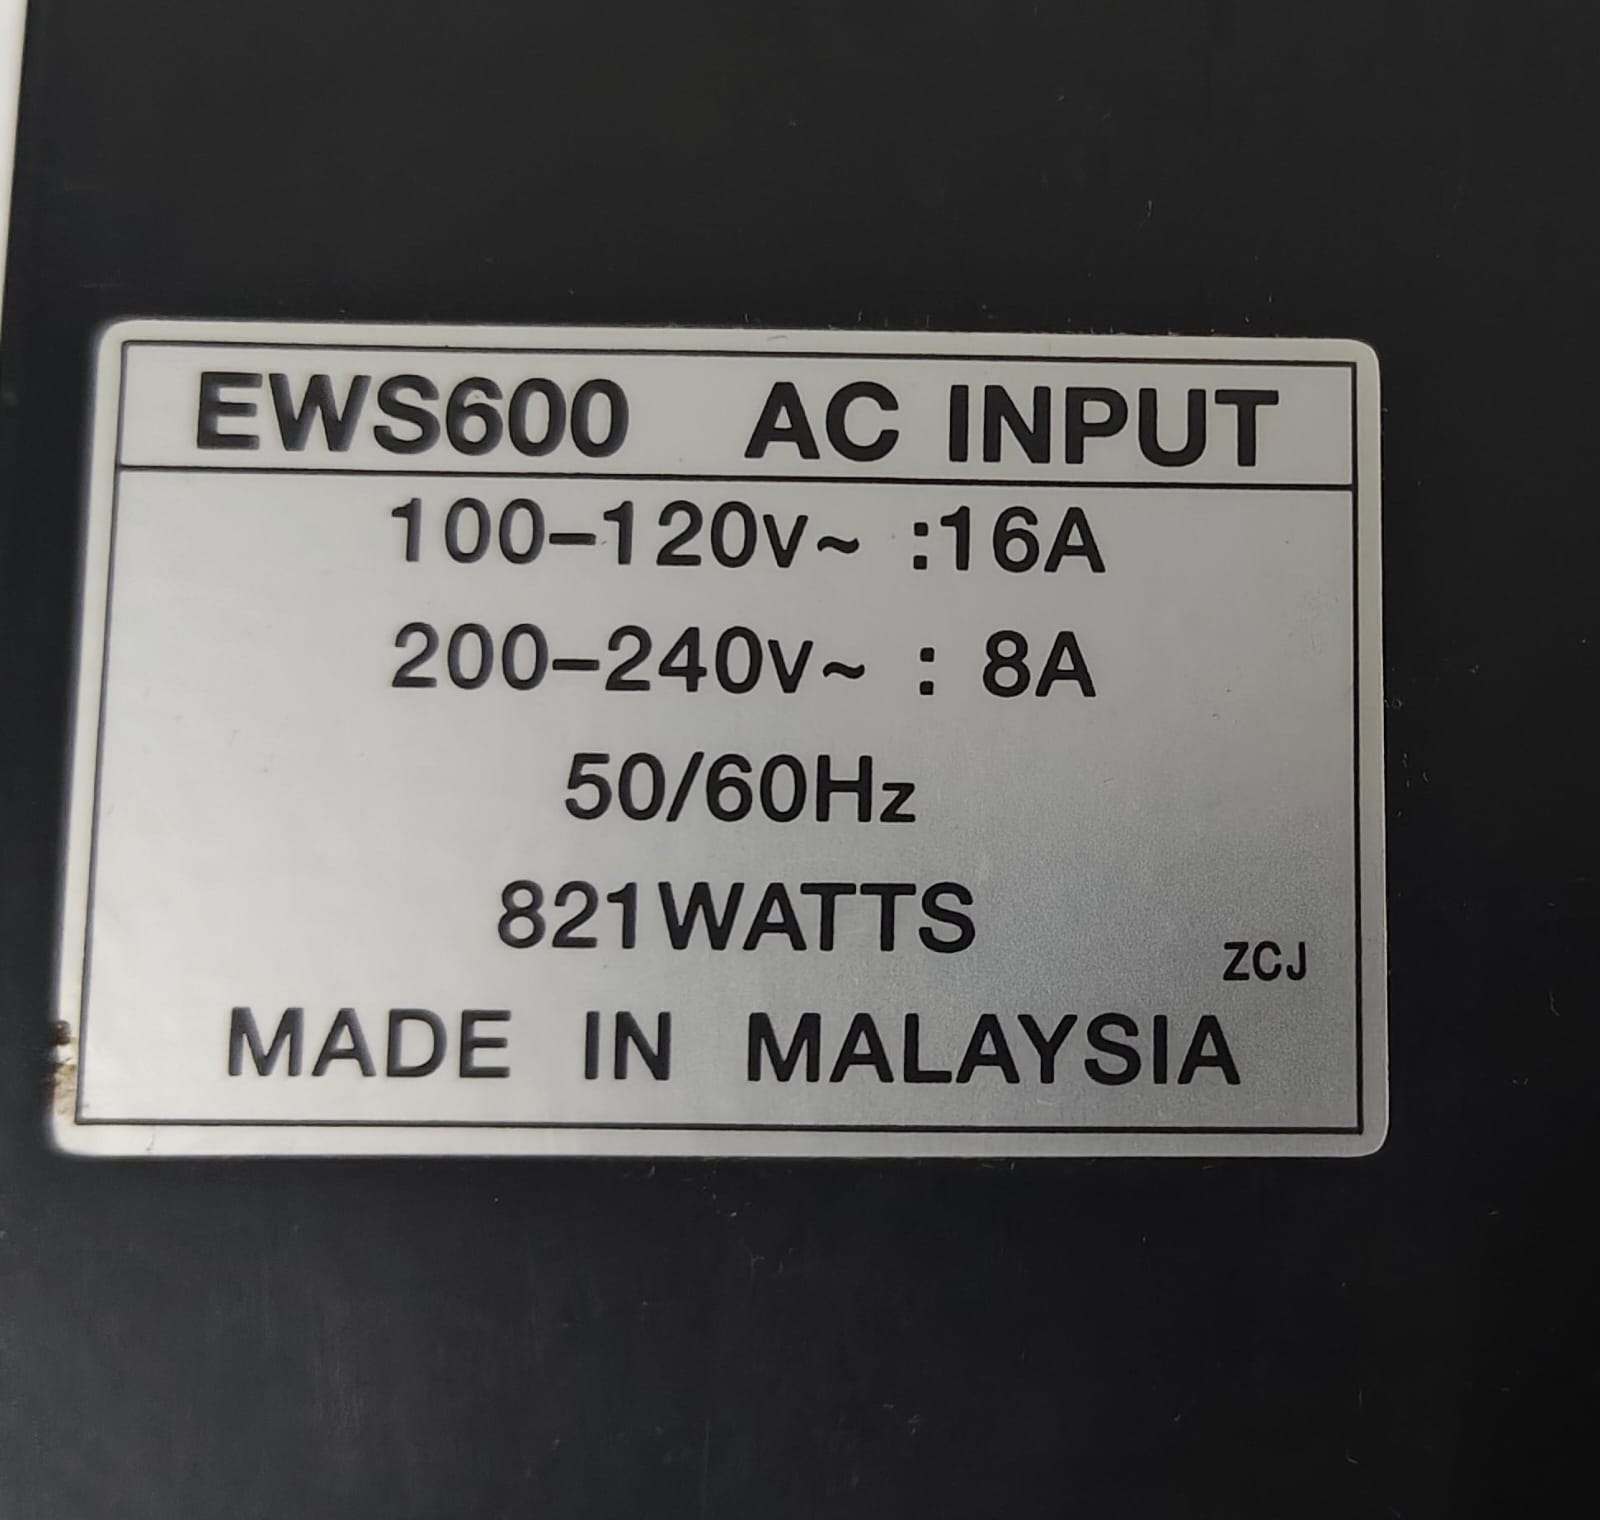 EWS600 AC INPUT
100–120V~ :16A
200–240V~ : 8A
50/60Hz
821WATTS
ZCJ
MADE IN MALAYSIA